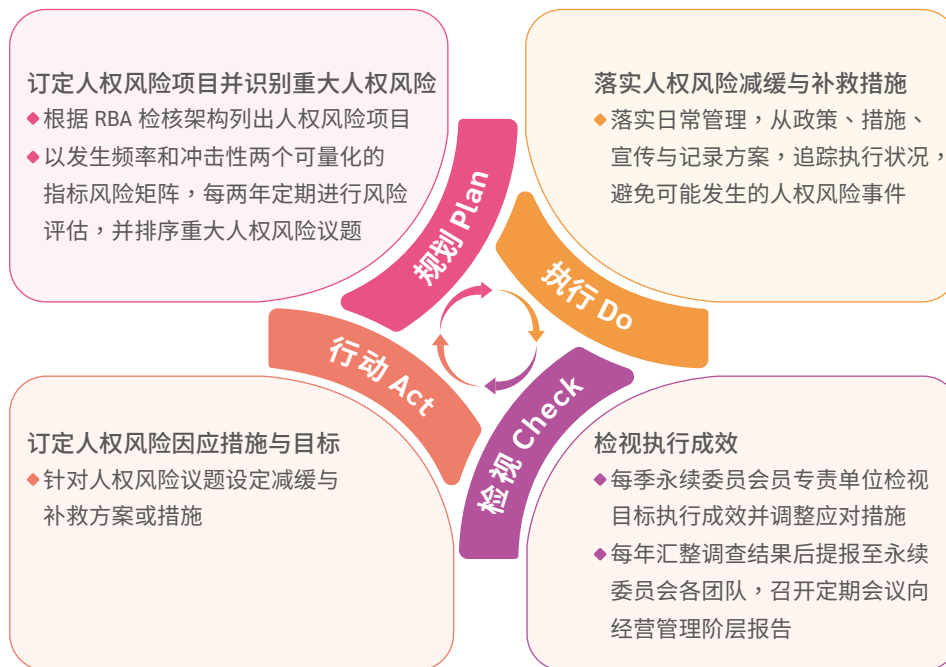 订定人权风险项目并识别重大人权风险
根据 RBA 检核架构列出人权风险项目
以发生频率和冲击性两个可量化的
指标风险矩阵，每两年定期进行风险
评估，并排序重大人权风险议题
规划 Plan
落实人权风险减缓与补救措施
落实日常管理，从政策、措施、
宣传与记录方案，追踪执行状况，
避免可能发生的人权风险事件
执行 Do
行动 Act
订定人权风险因应措施与目标
针对人权风险议题设定减缓与
补救方案或措施
检视 Check
检视执行成效
每季永续委员会员专责单位检视
目标执行成效并调整应对措施
每年汇整调查结果后提报至永续
委员会各团队，召开定期会议向
经营管理阶层报告